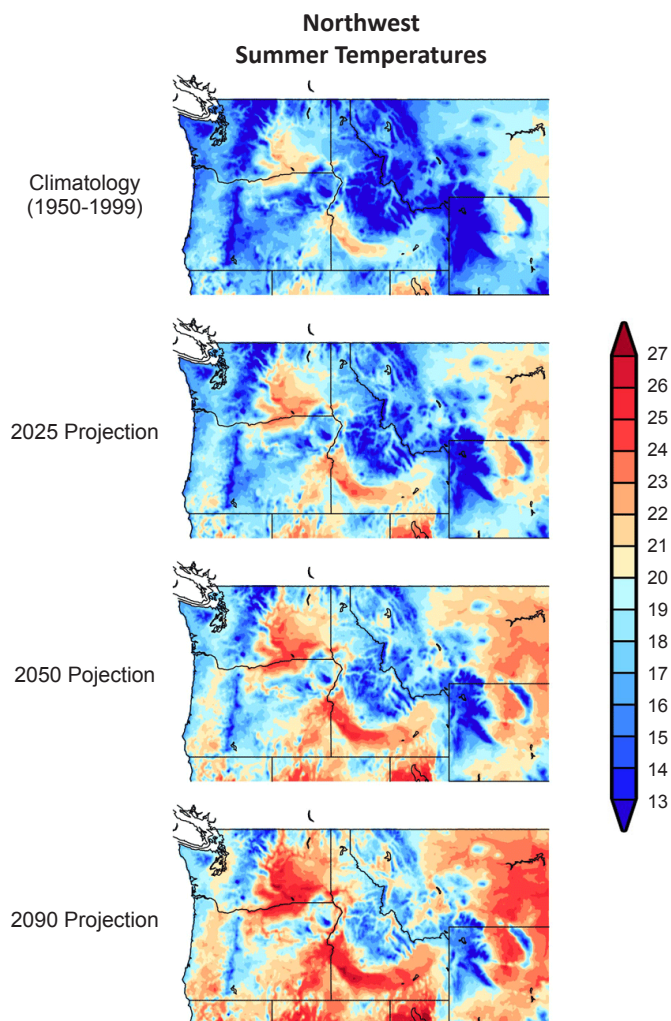 Northwest
Summer Temperatures
Climatology
(1950-1999)
2025 Projection
2050 Pojection
2090 Projection
27
26
25
24
23
22
21
20
19
18
17
16
15
14
13